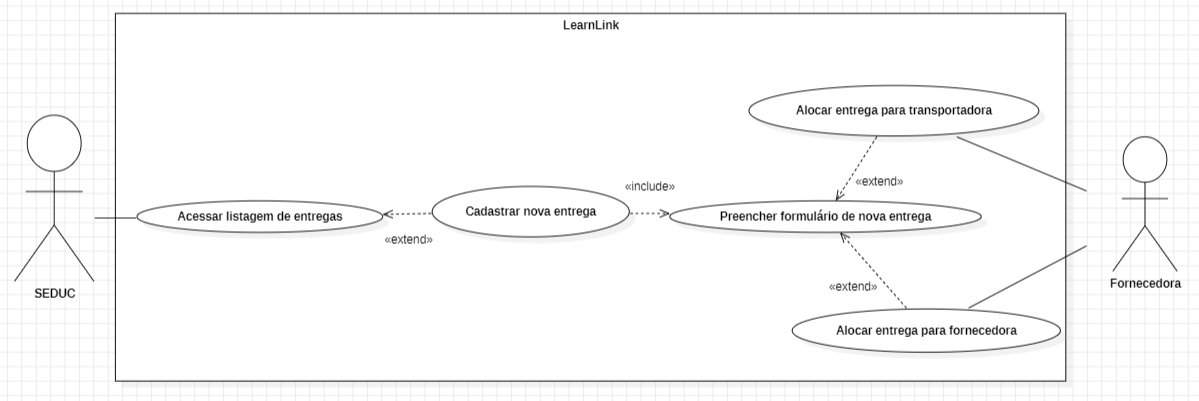 LearnLink
Alocar entrega para transportadora
«extend»
«include»
Acessar listagem de entregas
Cadastrar nova entrega
Preencher formulário de nova entrega
«extend»
«extend»
Alocar entrega para fornecedora
SEDUC
Fornecedora